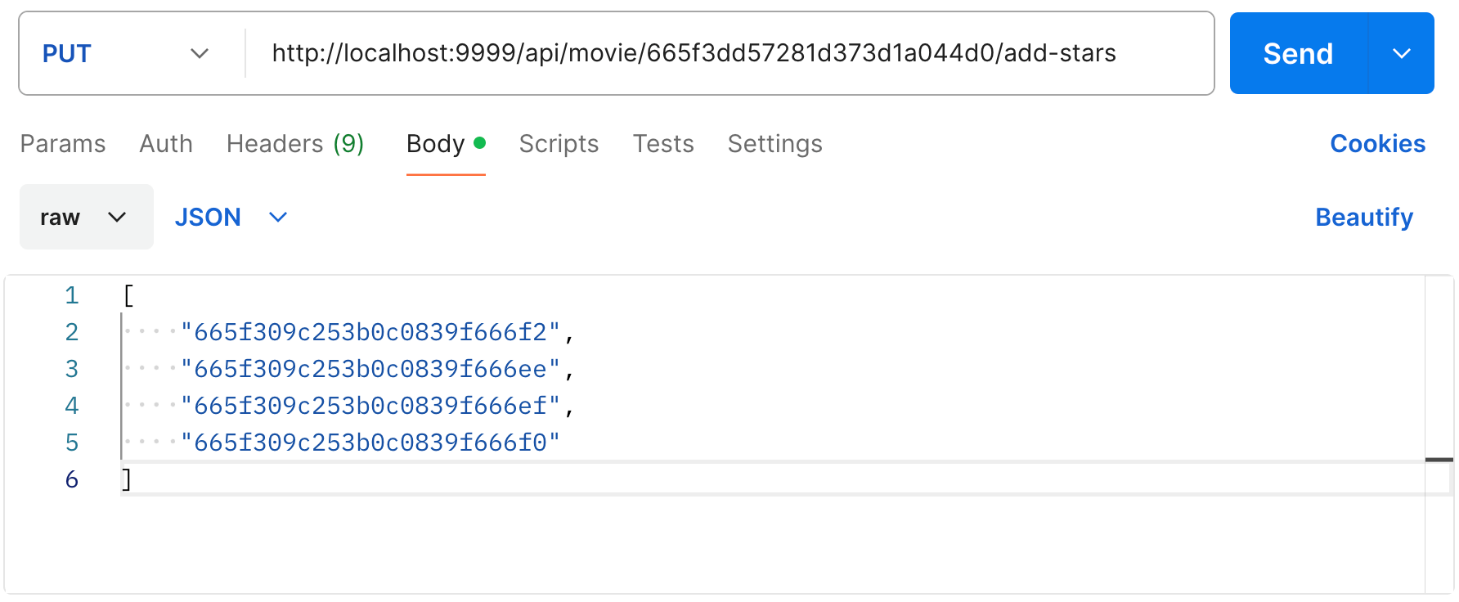 PUT http://localhost:9999/api/movie/665f3dd57281d373d1a044d0/add-stars Send
Params Auth Headers (9) Body Scripts Tests Settings Cookies
raw JSON Beautify
1 [
2 "665f309c253b0c0839f666f2",
3 "665f309c253b0c0839f666ee",
4 "665f309c253b0c0839f666ef",
5 "665f309c253b0c0839f666f0"
6 ]